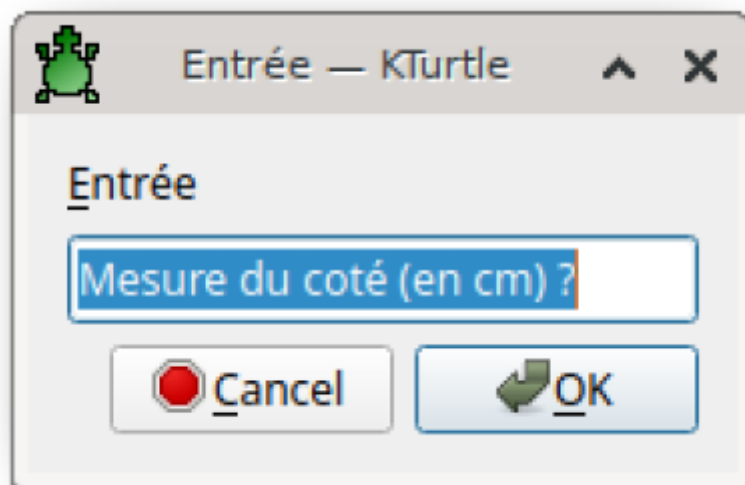 Entrée — KTurtle
Entrée
Mesure du coté (en cm) ?
Cancel
OK